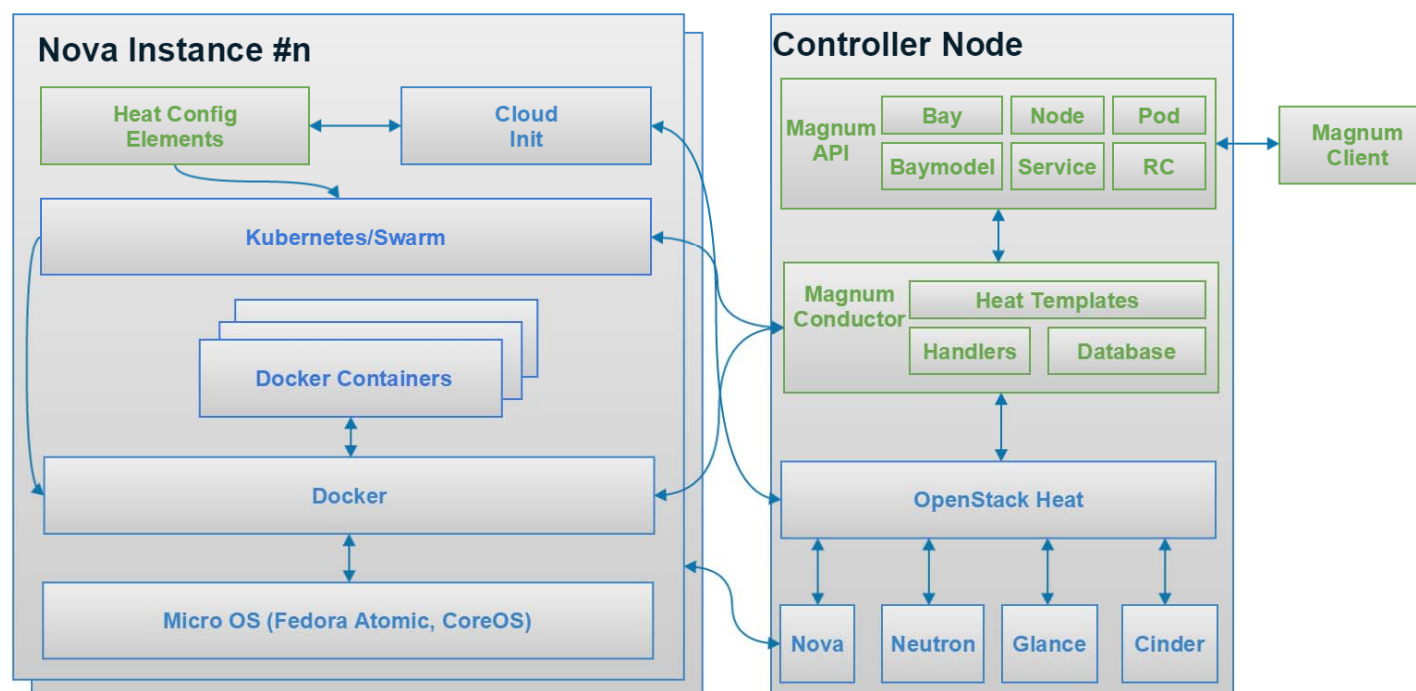 Nova Instance #n
Heat Config
Elements
Cloud
Init
Kubernetes/Swarm
Docker Containers
Docker
Micro OS (Fedora Atomic, CoreOS)
Controller Node
Magnum
API
Bay
Node
Pod
Baymodel
Service
RC
Magnum
Client
Magnum
Conductor
Heat Templates
Handlers
Database
OpenStack Heat
Nova
Neutron
Glance
Cinder